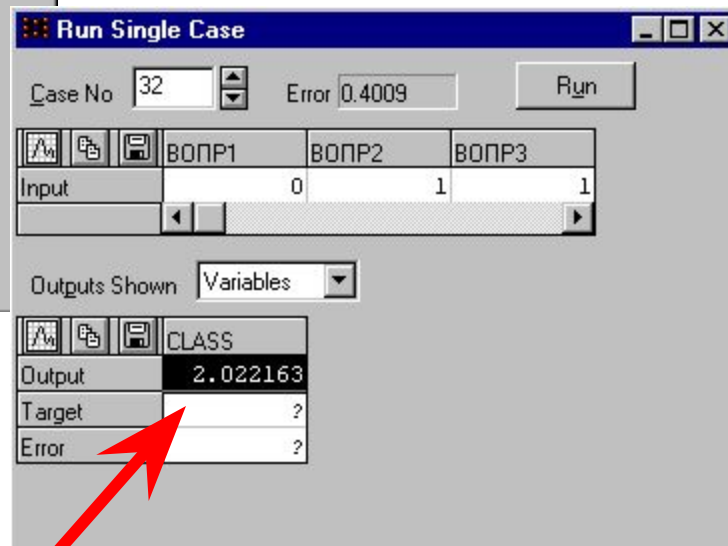 Run Single Case
Case No 32 Error 0.4009 Run
ВОПР1 ВОПР2 ВОПР3
Input 0 1 1
Outputs Shown Variables
CLASS
Output 2.022163
Target ?
Error ?